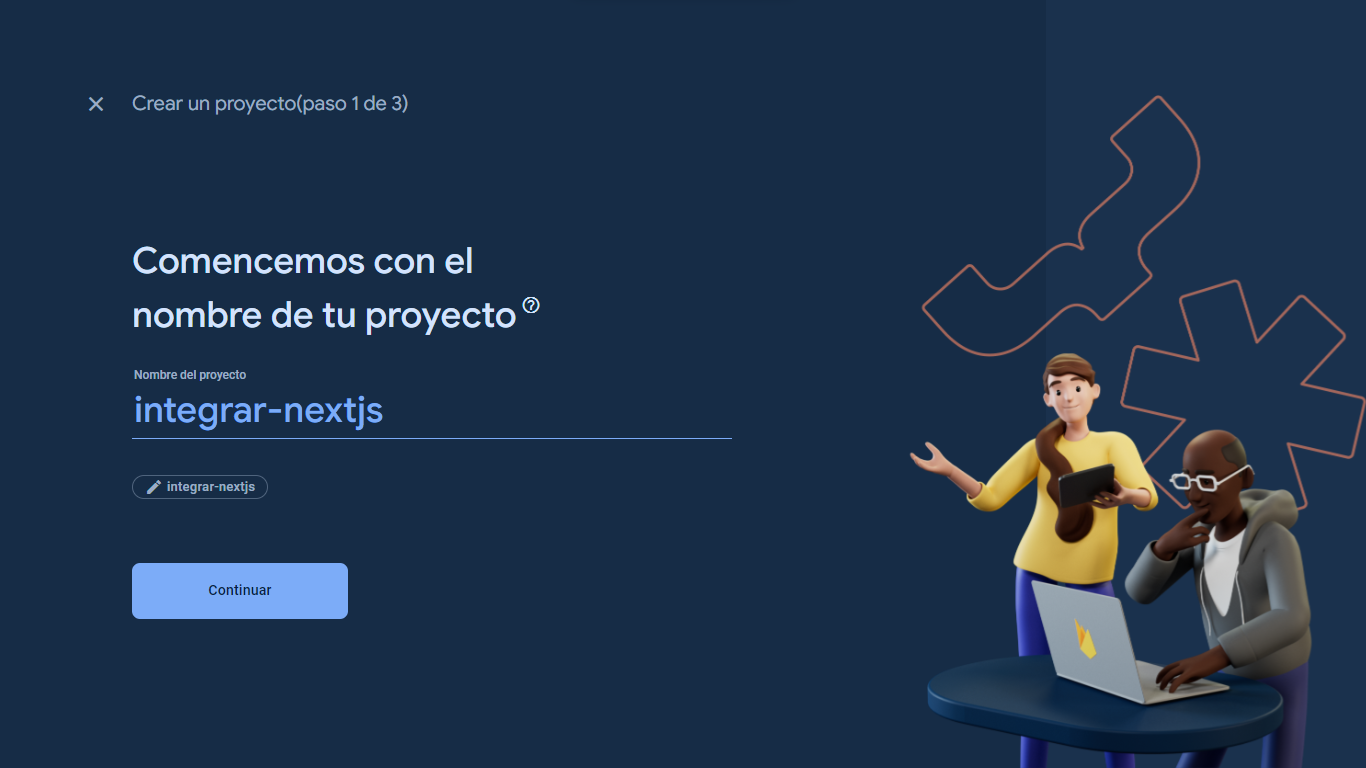 Crear un proyecto(paso 1 de 3)
Comencemos con el
nombre de tu proyecto
Nombre del proyecto
integrar-nextjs
integrar-nextjs
Continuar